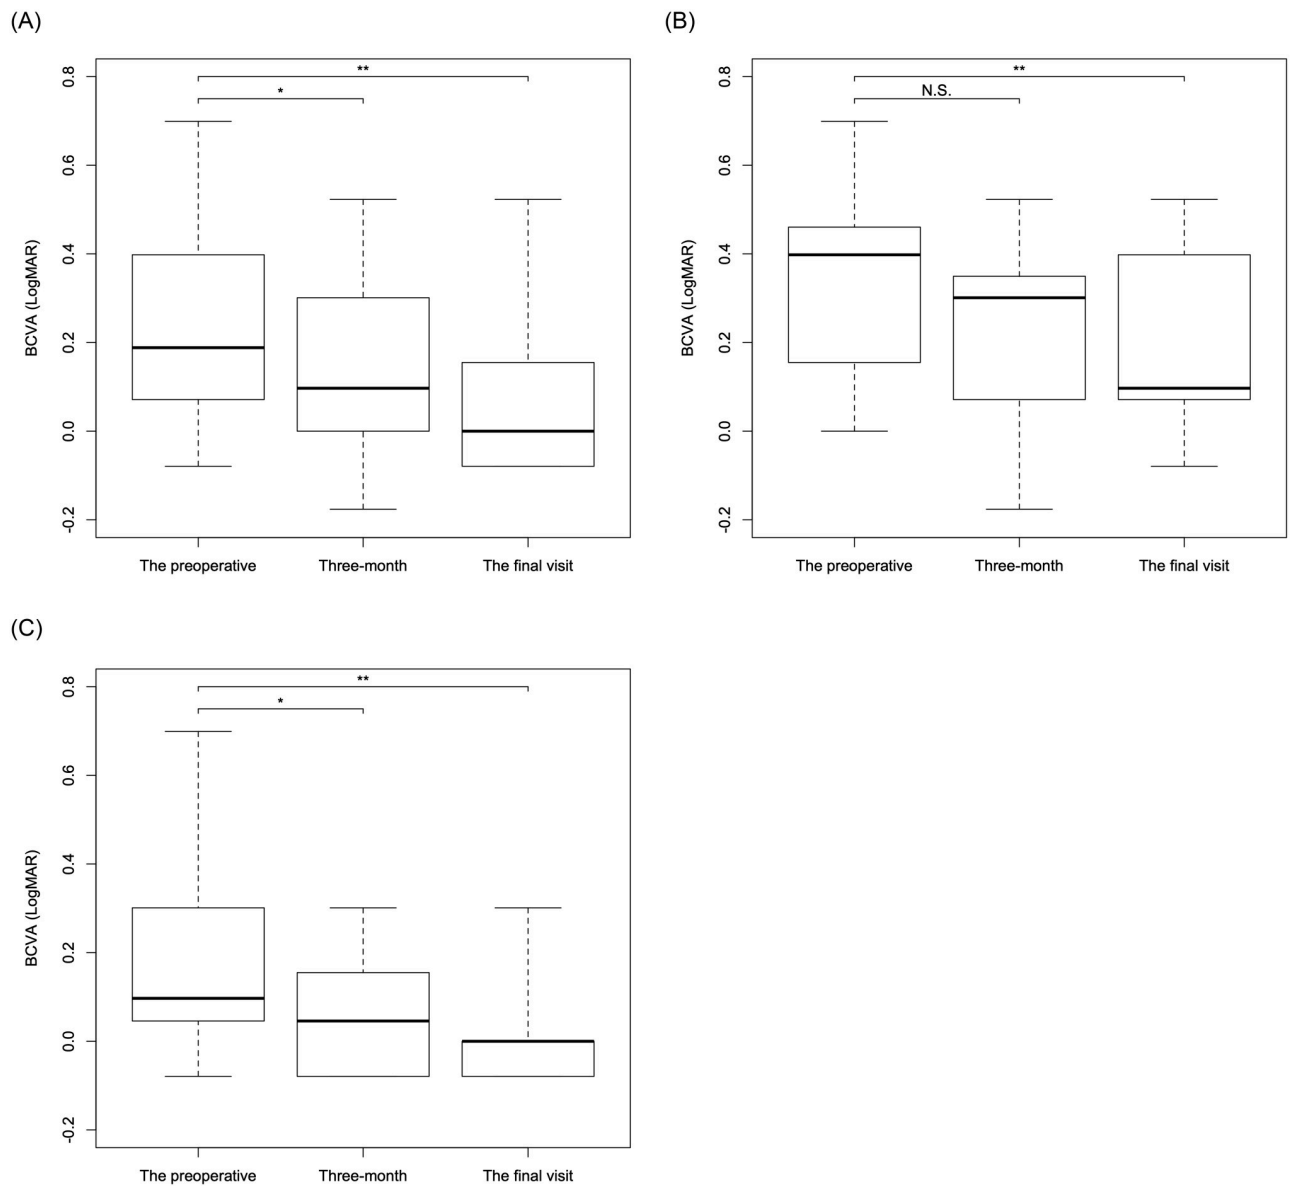 (A)
0.8
0.6
0.4
0.2
0.0
-0.2
BCVA (LogMAR)
**
*
The preoperative
Three-month
The final visit
(B)
0.8
0.6
0.4
0.2
0.0
-0.2
BCVA (LogMAR)
**
N.S.
The preoperative
Three-month
The final visit
(C)
0.8
0.6
0.4
0.2
0.0
-0.2
BCVA (LogMAR)
**
*
The preoperative
Three-month
The final visit